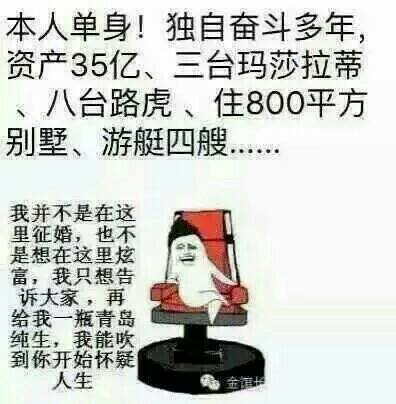 本人单身！独自奋斗多年,
资产35亿、三台玛莎拉蒂
、八台路虎 、住800平方
别墅、游艇四艘......
我并不是在这
里征婚，也不
是想在这里炫
富，我只想告
诉大家 ，再
给我一瓶青岛
纯生，我能吹
到你开始怀疑
人生